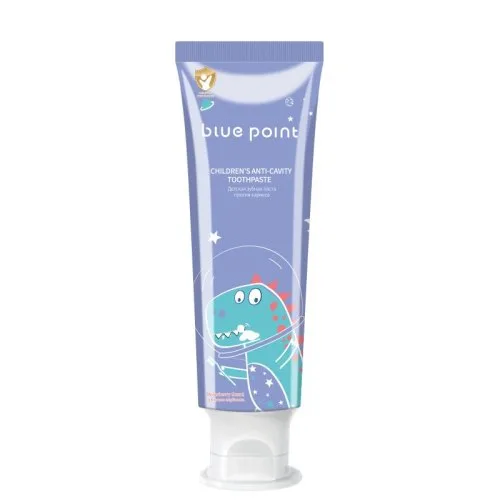 blue point
CHILDREN'S ANTI-CAVITY
TOOTHPASTE
Детская зубная паста
против кариеса